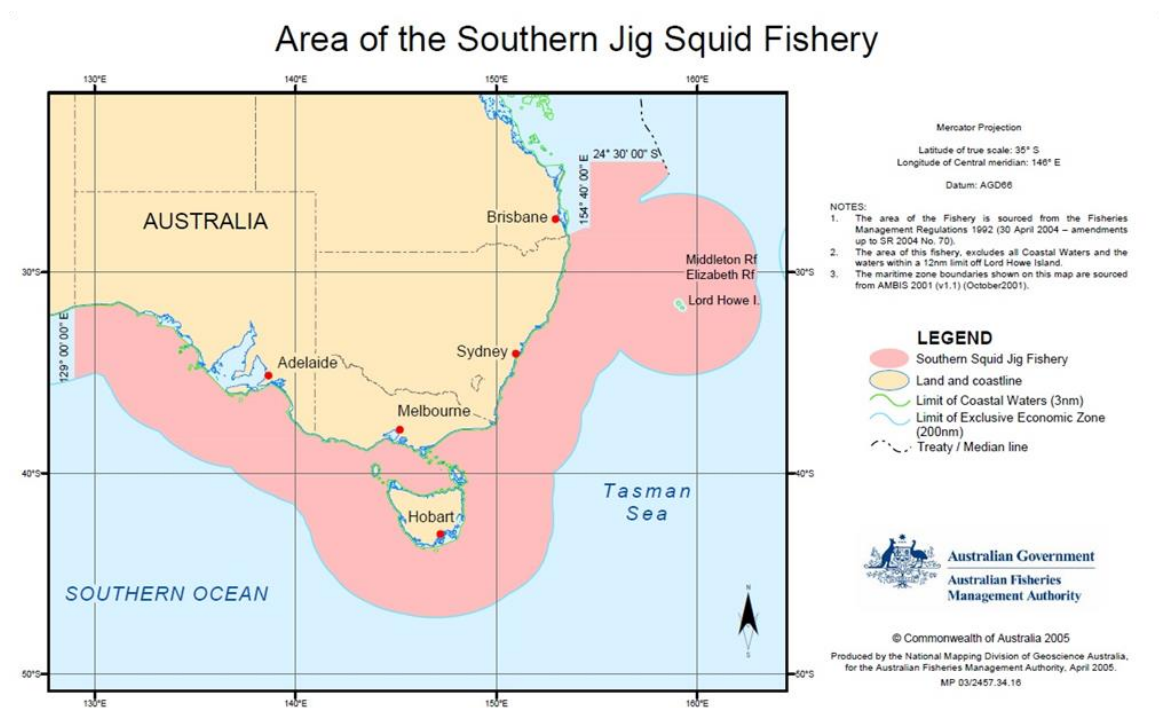 Area of the Southern Jig Squid Fishery
130°E
140°E
150°E
160°E
24° 30' 00" S
154° 40' 00" E
Brisbane
AUSTRALIA
Middleton Rf
Elizabeth Rf
30°S
30°S
Lord Howe I.
129° 00' 00" E
Sydney
Adelaide
Melbourne
40°S
40°S
Tasman
Sea
Hobart
SOUTHERN OCEAN
N
S
50°S
50°S
130°E
140°E
150°E
160°E
Mercator Projection
Latitude of true scale: 35° S
Longitude of Central meridian: 146° E
Datum: AGD66
NOTES:
1. The area of the Fishery is sourced from the Fisheries
Management Regulations 1992 (30 April 2004 – amendments
up to SR 2004 No. 70).
2. The area of this fishery, excludes all Coastal Waters and the
waters within a 12nm limit off Lord Howe Island.
3. The maritime zone boundaries shown on this map are sourced
from AMBIS 2001 (v1.1) (October2001).
LEGEND
Southern Squid Jig Fishery
Land and coastline
Limit of Coastal Waters (3nm)
Limit of Exclusive Economic Zone
(200nm)
Treaty / Median line
Australian Government
Australian Fisheries
Management Authority
© Commonwealth of Australia 2005
Produced by the National Mapping Division of Geoscience Australia,
for the Australian Fisheries Management Authority, April 2005.
MP 03/2457.34.16